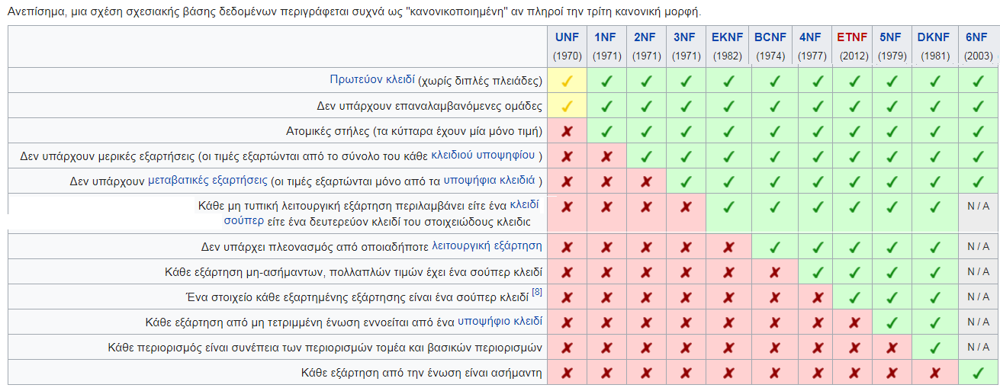 Ανεπίσημα, μια σχέση σχεσιακής βάσης δεδομένων περιγράφεται συχνά ως "κανονικοποιημένη" αν πληροί την τρίτη κανονική μορφή.
UNF 1NF 2NF 3NF EKNF BCNF 4NF ETNF 5NF DKNF 6NF
(1970) (1971) (1971) (1971) (1982) (1974) (1977) (2012) (1979) (1981) (2003)
Πρωτεύον κλειδί (χωρίς διπλές πλειάδες) ✓ ✓ ✓ ✓ ✓ ✓ ✓ ✓ ✓ ✓ ✓
Δεν υπάρχουν επαναλαμβανόμενες ομάδες ✓ ✓ ✓ ✓ ✓ ✓ ✓ ✓ ✓ ✓ ✓
Ατομικές στήλες (τα κύτταρα έχουν μία μόνο τιμή) ✗ ✓ ✓ ✓ ✓ ✓ ✓ ✓ ✓ ✓ ✓
Δεν υπάρχουν μερικές εξαρτήσεις (οι τιμές εξαρτώνται από το σύνολο του κάθε κλειδιού υποψηφίου ) ✗ ✗ ✓ ✓ ✓ ✓ ✓ ✓ ✓ ✓ ✓
Δεν υπάρχουν μεταβατικές εξαρτήσεις (οι τιμές εξαρτώνται μόνο από τα υποψήφια κλειδιά ) ✗ ✗ ✗ ✓ ✓ ✓ ✓ ✓ ✓ ✓ ✓
Κάθε μη τυπική λειτουργική εξάρτηση περιλαμβάνει είτε ένα κλειδί ✗ ✗ ✗ ✗ ✓ ✓ ✓ ✓ ✓ ✓ N / A
σούπερ είτε ένα δευτερεύον κλειδί του στοιχειώδους κλειδις
Δεν υπάρχει πλεονασμός από οποιαδήποτε λειτουργική εξάρτηση ✗ ✗ ✗ ✗ ✗ ✓ ✓ ✓ ✓ ✓ N / A
Κάθε εξάρτηση μη-ασήμαντων, πολλαπλών τιμών έχει ένα σούπερ κλειδί ✗ ✗ ✗ ✗ ✗ ✗ ✓ ✓ ✓ ✓ N / A
Ένα στοιχείο κάθε εξαρτημένης εξάρτησης είναι ένα σούπερ κλειδί [8] ✗ ✗ ✗ ✗ ✗ ✗ ✗ ✓ ✓ ✓ N / A
Κάθε εξάρτηση από μη τετριμμένη ένωση εννοείται από ένα υποψήφιο κλειδί ✗ ✗ ✗ ✗ ✗ ✗ ✗ ✗ ✓ ✓ N / A
Κάθε περιορισμός είναι συνέπεια των περιορισμών τομέα και βασικών περιορισμών ✗ ✗ ✗ ✗ ✗ ✗ ✗ ✗ ✗ ✓ N / A
Κάθε εξάρτηση από την ένωση είναι ασήμαντη ✗ ✗ ✗ ✗ ✗ ✗ ✗ ✗ ✗ ✗ ✓